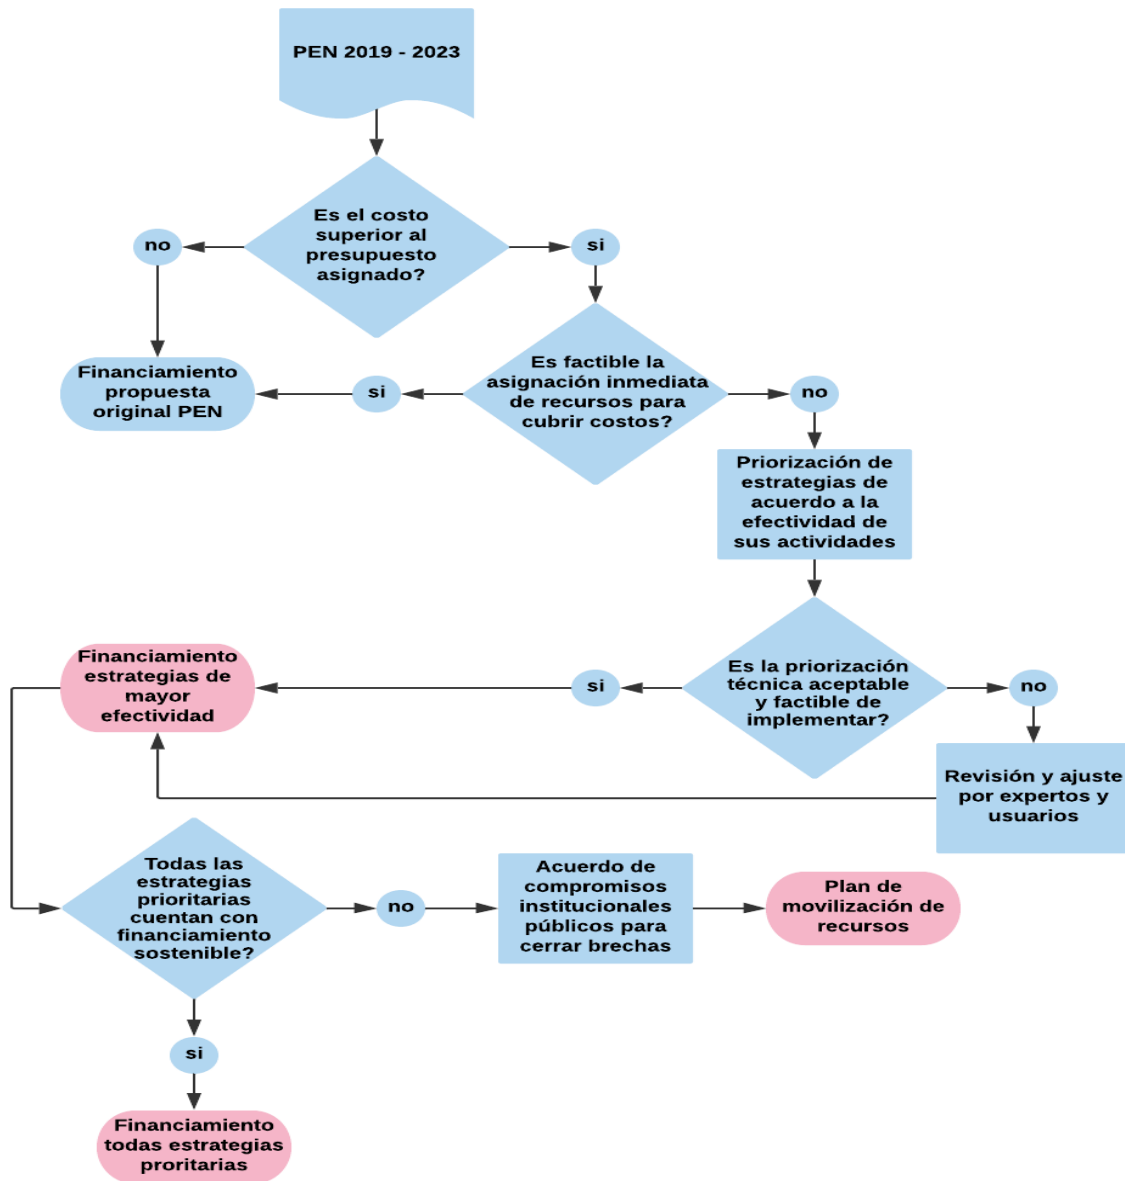 PEN 2019 - 2023
Es el costo
superior al
presupuesto
asignado?
no
si
Financiamiento
propuesta
original PEN
si
Es factible la
asignación inmediata
de recursos para
cubrir costos?
no
Priorización de
estrategias de
acuerdo a la
efectividad de
sus actividades
Financiamiento
estrategias de
mayor
efectividad
si
Es la priorización
técnica aceptable
y factible de
implementar?
no
Revisión y ajuste
por expertos y
usuarios
Todas las
estrategias
prioritarias
cuentan con
financiamiento
sostenible?
no
Acuerdo de
compromisos
institucionales
públicos para
cerrar brechas
Plan de
movilización de
recursos
si
Financiamiento
todas estrategias
proritarias